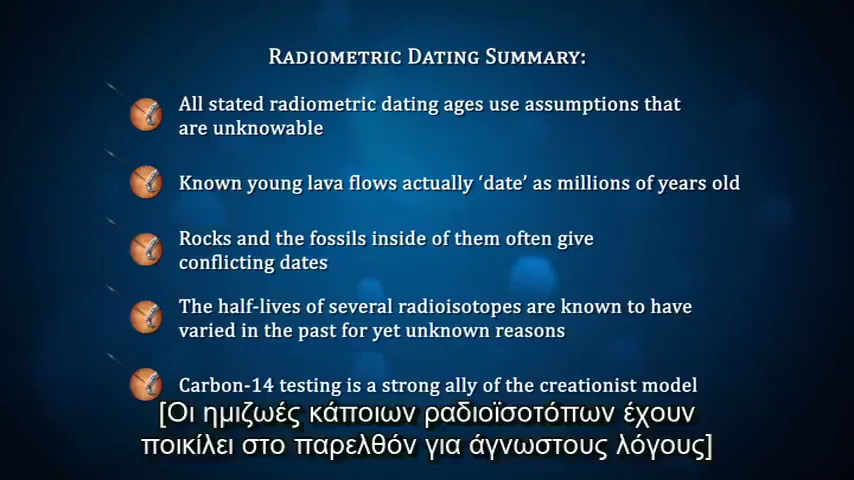 RADIOMETRIC DATING SUMMARY:
All stated radiometric dating ages use assumptions that
are unknowable
Known young lava flows actually ‘date’ as millions of years old
Rocks and the fossils inside of them often give
conflicting dates
The half-lives of several radioisotopes are known to have
varied in the past for yet unknown reasons
Carbon-14 testing is a strong ally of the creationist model
[Οι ημιζωές κάποιων ραδιοϊσοτόπων έχουν
ποικίλει στο παρελθόν για άγνωστους λόγους]